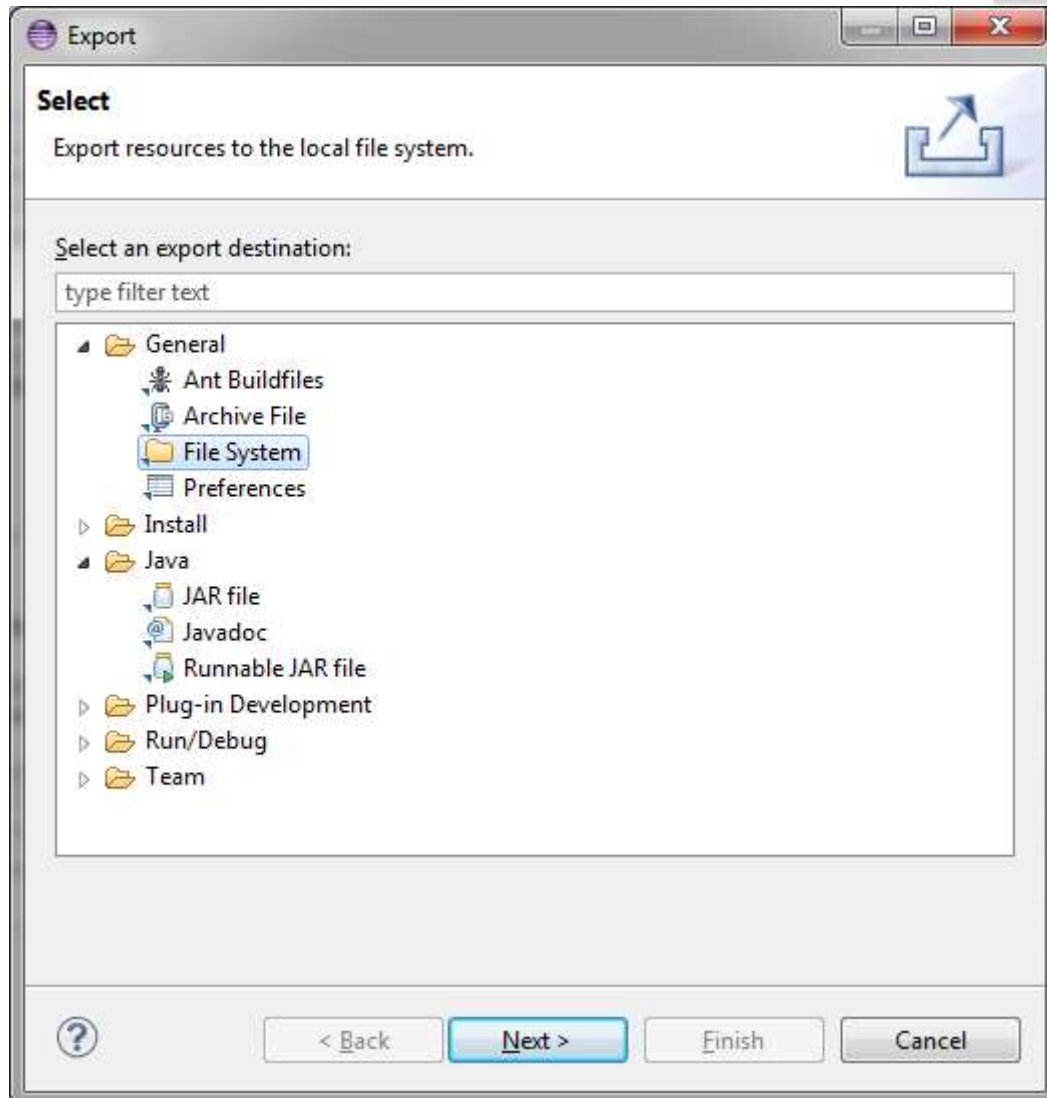 Export
Select
Export resources to the local file system.
Select an export destination:
type filter text
General
Ant Buildfiles
Archive File
File System
Preferences
Install
Java
JAR file
Javadoc
Runnable JAR file
Plug-in Development
Run/Debug
Team
? < Back Next > Finish Cancel